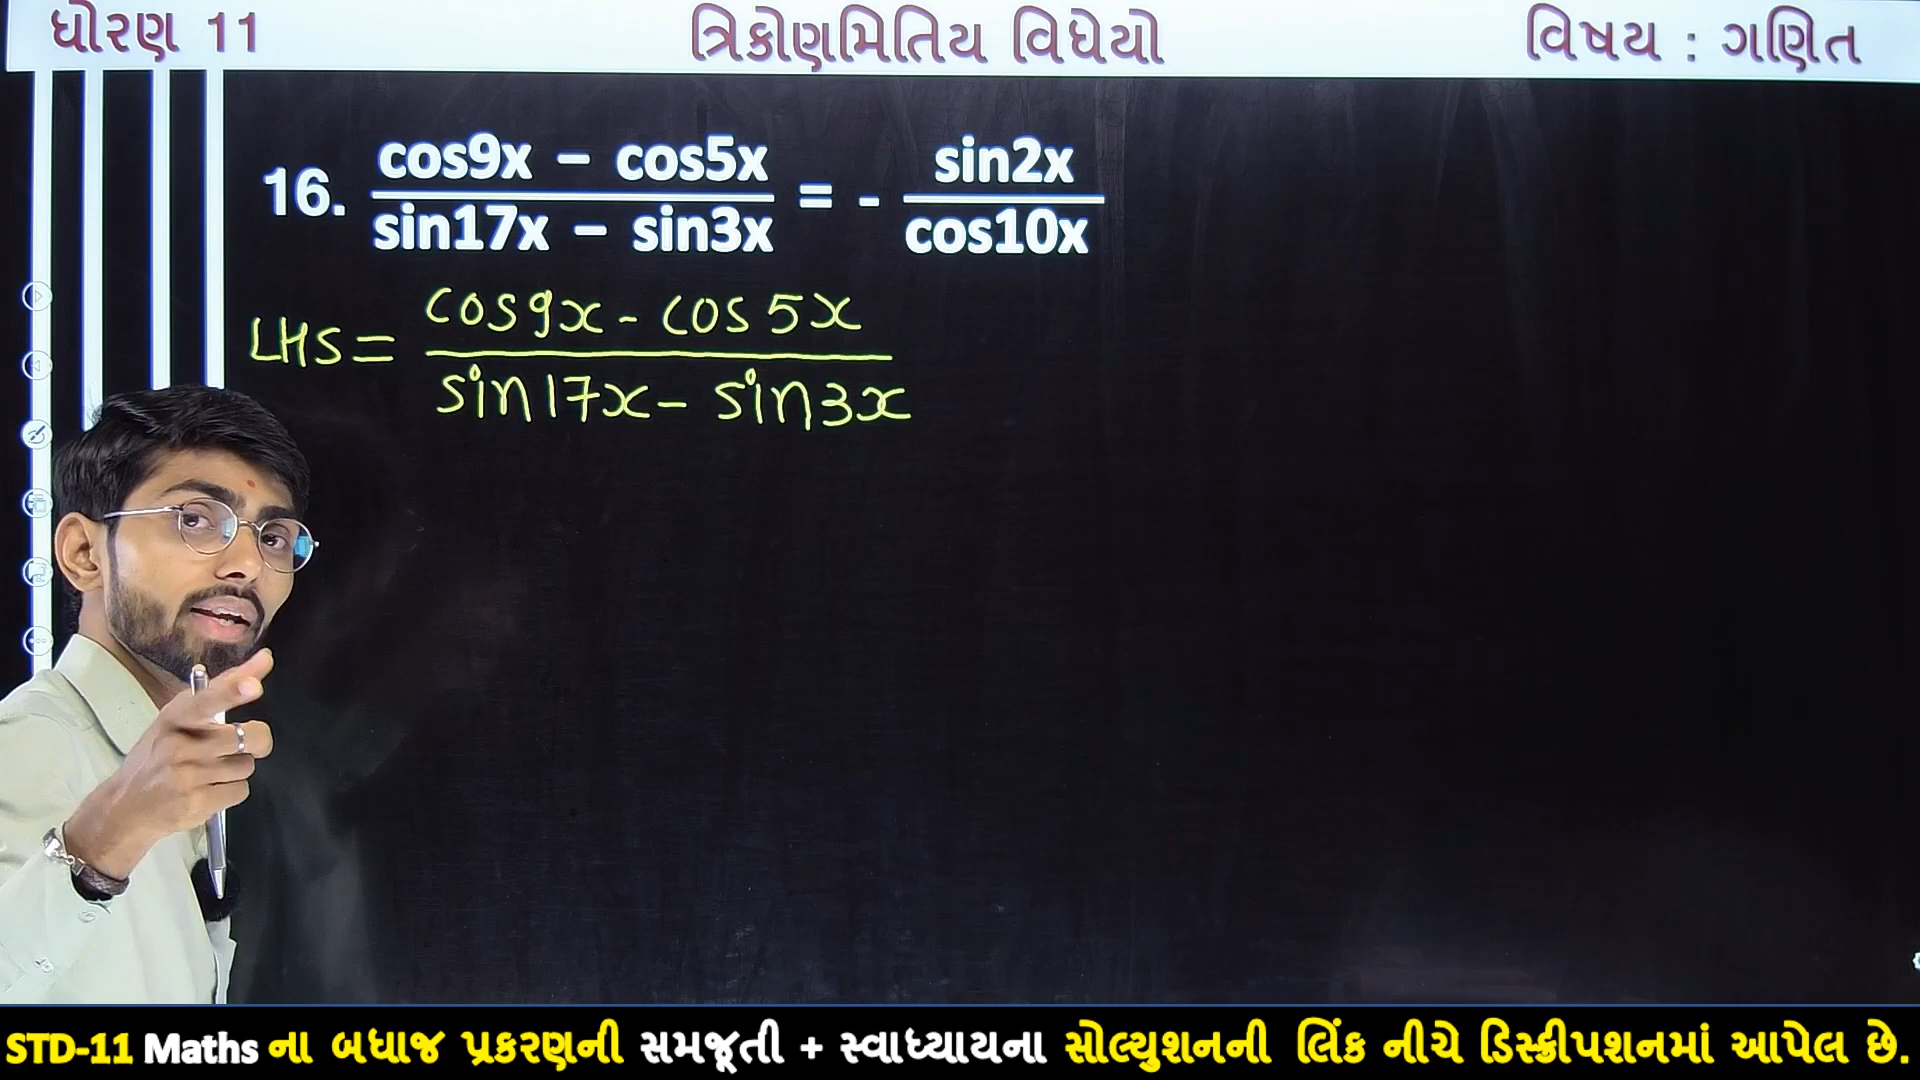 ધોરણ 11 ત્રિકોણમિતિય વિધેયો વિષય : ગણિત
16. cos9x – cos5x / sin17x – sin3x = - sin2x / cos10x
LHS = cos9x - cos5x / sin17x - sin3x
STD-11 Maths ના બધાજ પ્રકરણની સમજૂતી + સ્વાધ્યાયના સોલ્યુશનની લિંક નીચે ડિસ્ક્રીપશનમાં આપેલ છે.